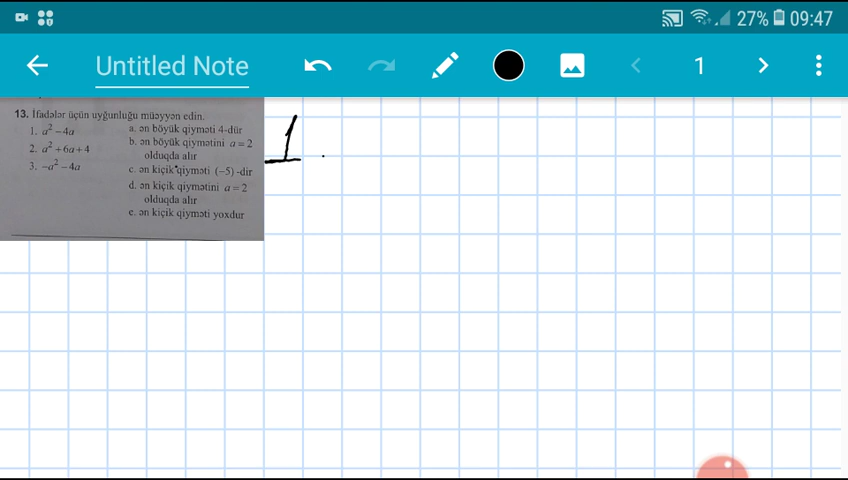 27% 09:47
Untitled Note
1
13. İfadələr üçün uyğunluğu müəyyən edin.
1. a² – 4a
2. a² + 6a + 4
3. –a² – 4a
a. ən böyük qiyməti 4-dür
b. ən böyük qiymətini a = 2
olduqda alır
c. ən kiçik qiyməti (–5) -dir
d. ən kiçik qiymətini a = 2
olduqda alır
e. ən kiçik qiyməti yoxdur
1 .